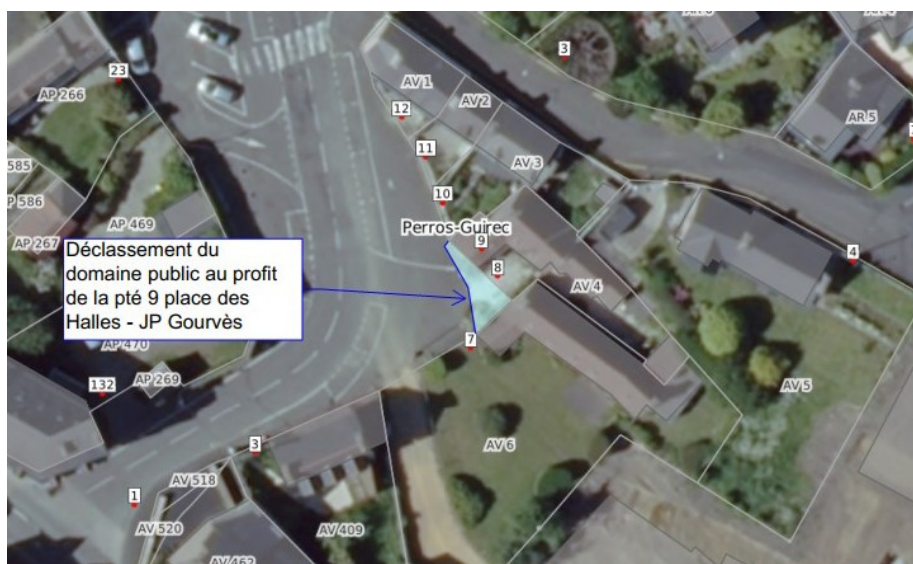 3
23
AV 1
AP 266
AV 2
12
AR 5
11
AV 3
585
10
P 586
AP 469
Perros-Guirec
AP 267
9
Déclassement du
domaine public au profit
de la pté 9 place des
Halles - JP Gourvès
4
8
AV 4
AP 470
7
AP 269
132
AV 5
3
AV 6
AV 518
1
AV 520
AV 409
AV 462